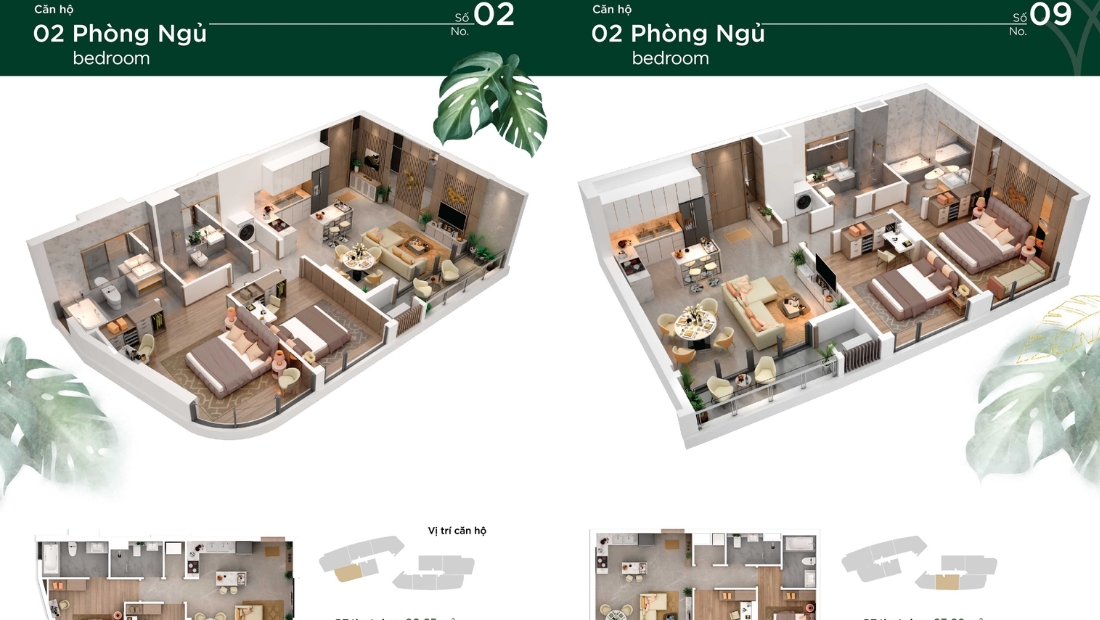 Căn hộ
02 Phòng Ngủ
bedroom
Số
No.
02
Căn hộ
02 Phòng Ngủ
bedroom
Số
No.
09
Vị trí căn hộ